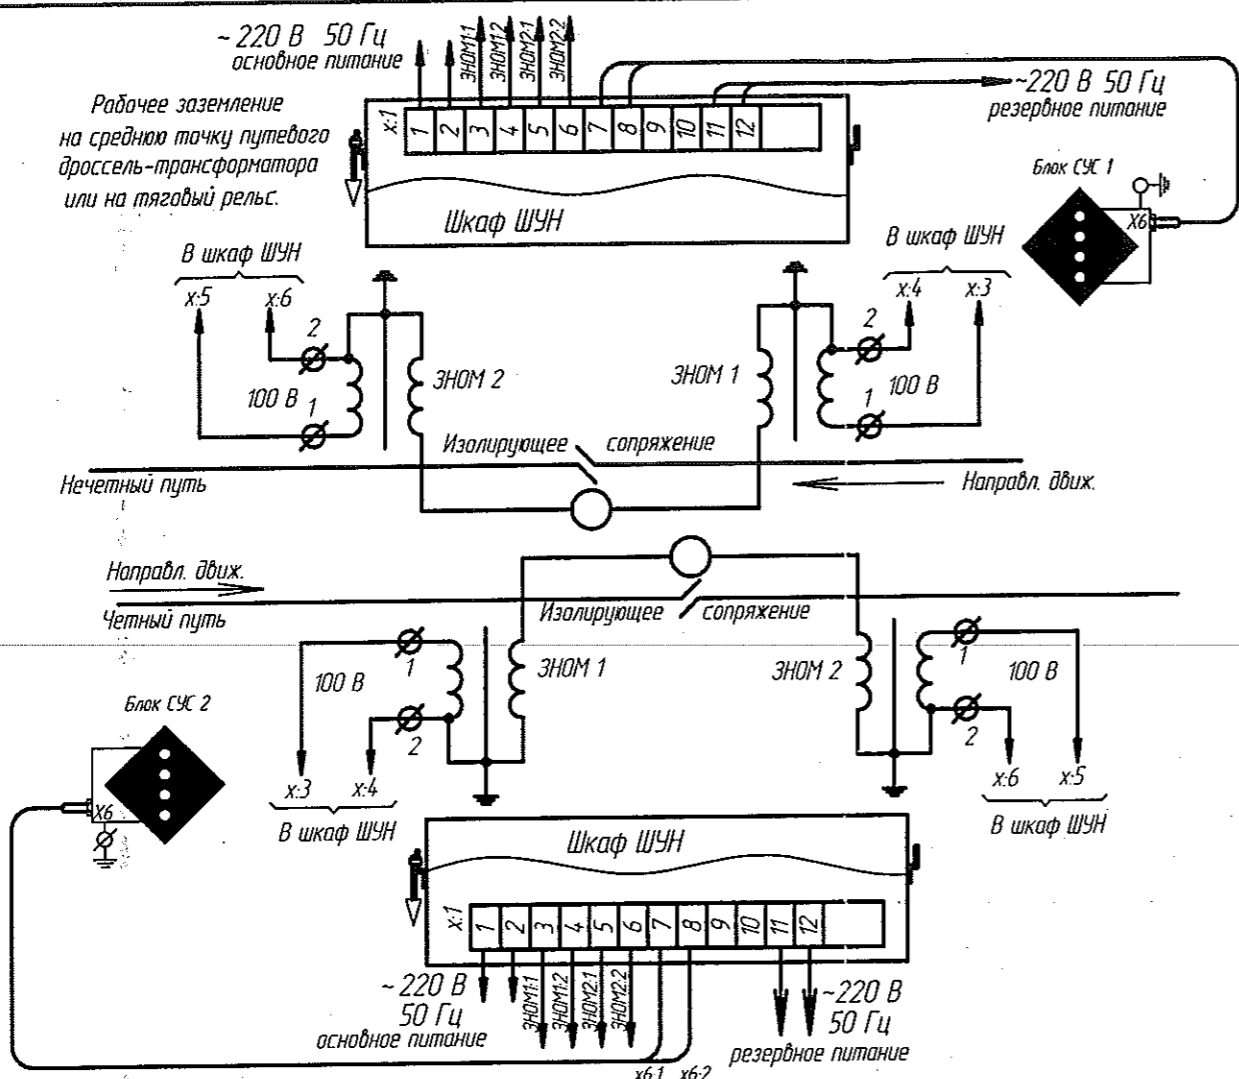 ~220 В 50 Гц
основное питание
ЗНОМ1:1
ЗНОМ1:2
ЗНОМ2:1
ЗНОМ2:2
~220 В 50 Гц
резервное питание
Рабочее заземление
на среднюю точку путевого
дроссель-трансформатора
или на тяговый рельс.
х:1
1 2 3 4 5 6 7 8 9 10 11 12
Шкаф ШУН
Блок СУС 1
Х6
В шкаф ШУН
х:5 х:6
2
100 В
1
ЗНОМ 2
ЗНОМ 1
В шкаф ШУН
х:4 х:3
2
100 В
1
Изолирующее сопряжение
Нечетный путь
Направл. движ.
Направл. движ.
Четный путь
Изолирующее сопряжение
1
100 В
2
ЗНОМ 1
ЗНОМ 2
1
100 В
2
Блок СУС 2
Х6
х:3 х:4
В шкаф ШУН
х:6 х:5
В шкаф ШУН
Шкаф ШУН
х:1
1 2 3 4 5 6 7 8 9 10 11 12
~220 В
50 Гц
основное питание
ЗНОМ1:1
ЗНОМ1:2
ЗНОМ2:1
ЗНОМ2:2
~220 В
50 Гц
резервное питание
х6:1 х6:2